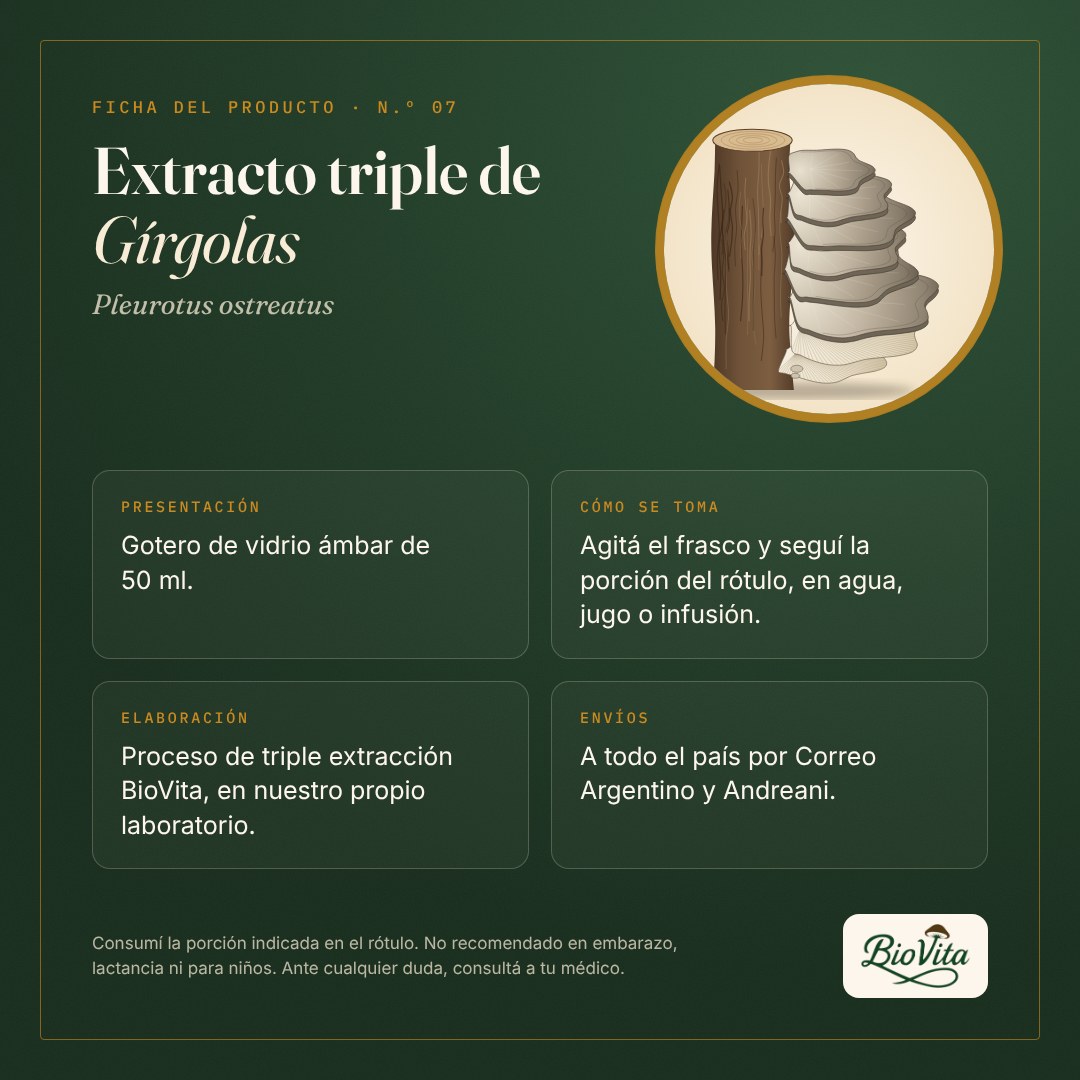 FICHA DEL PRODUCTO · N.º 07
Extracto triple de
Gírgolas
Pleurotus ostreatus
PRESENTACIÓN
Gotero de vidrio ámbar de
50 ml.
CÓMO SE TOMA
Agitá el frasco y seguí la
porción del rótulo, en agua,
jugo o infusión.
ELABORACIÓN
Proceso de triple extracción
BioVita, en nuestro propio
laboratorio.
ENVÍOS
A todo el país por Correo
Argentino y Andreani.
Consumí la porción indicada en el rótulo. No recomendado en embarazo,
lactancia ni para niños. Ante cualquier duda, consultá a tu médico.
BioVita